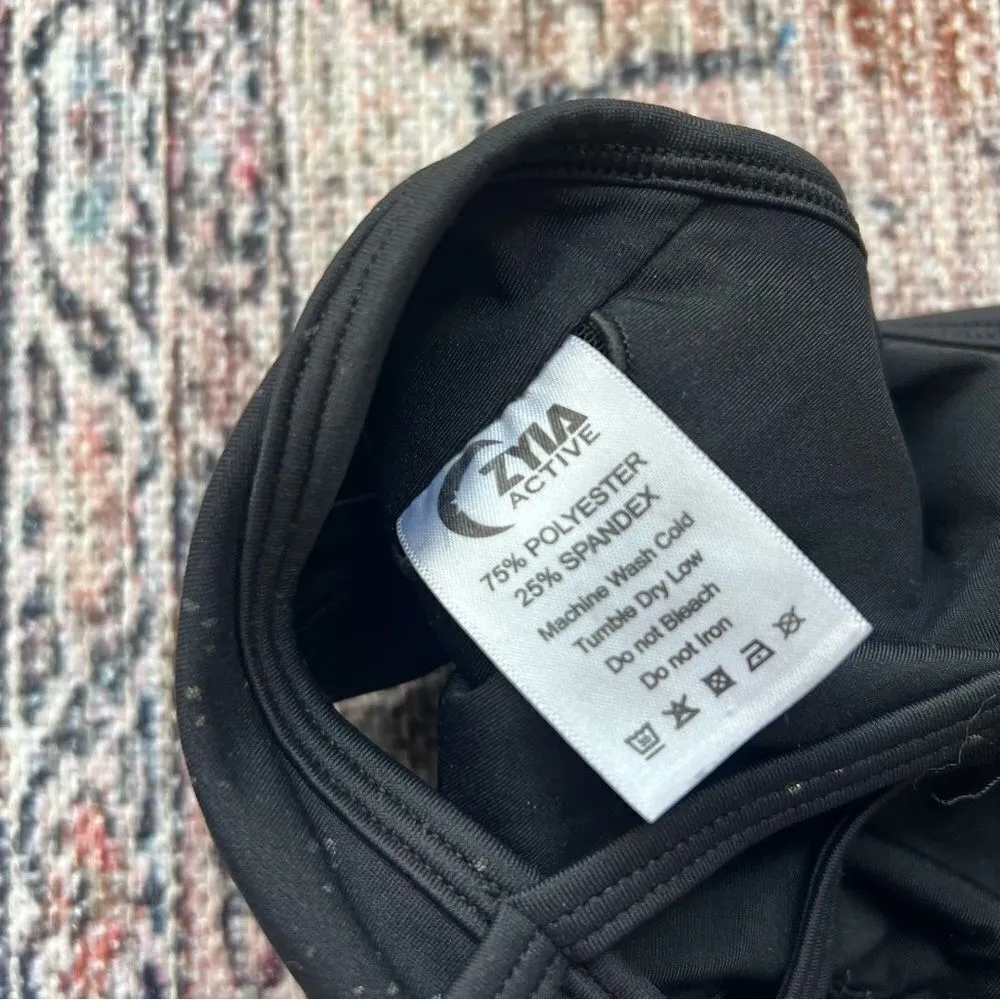 ZYIA
ACTIVE
75% POLYESTER
25% SPANDEX
Machine Wash Cold
Tumble Dry Low
Do not Bleach
Do not Iron